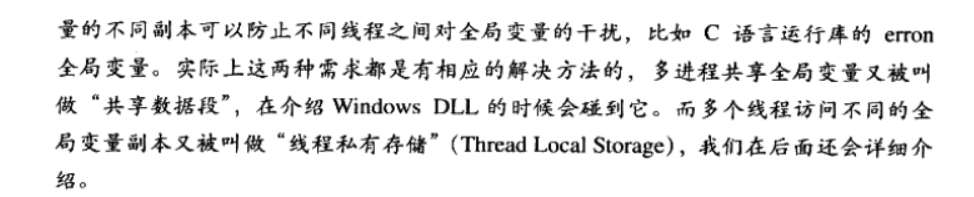 量的不同副本可以防止不同线程之间对全局变量的干扰，比如 C 语言运行库的 erron
全局变量。实际上这两种需求都是有相应的解决方法的，多进程共享全局变量又被叫
做“共享数据段”，在介绍 Windows DLL 的时候会碰到它。而多个线程访问不同的全
局变量副本又被叫做“线程私有存储”（Thread Local Storage），我们在后面还会详细介
绍。